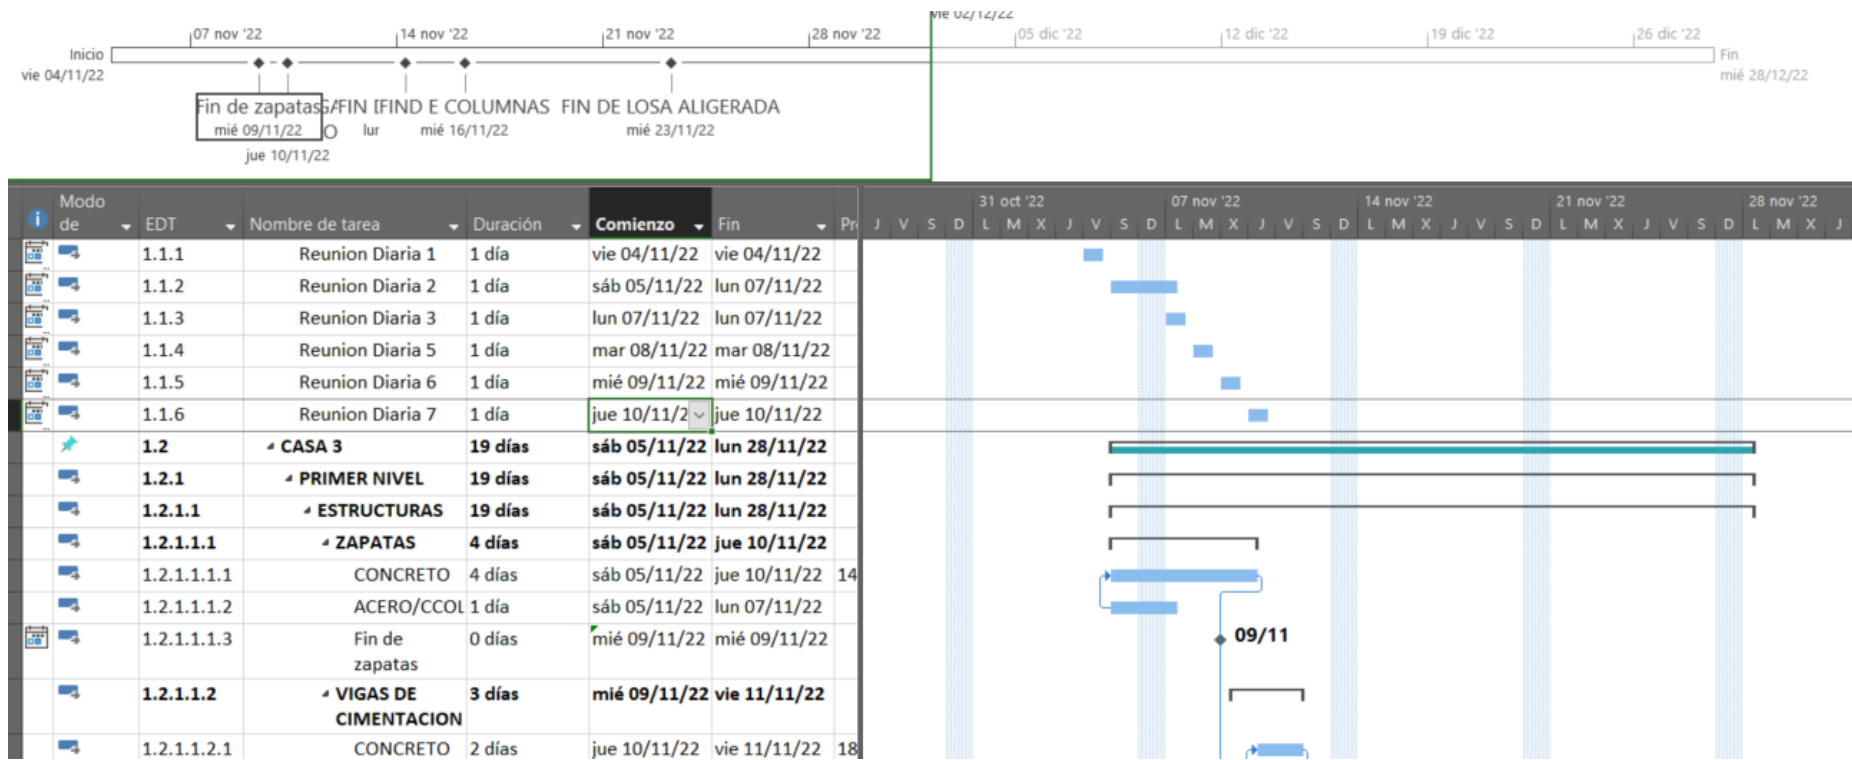 vie 02/12/22
07 nov '22 14 nov '22 21 nov '22 28 nov '22 05 dic '22 12 dic '22 19 dic '22 26 dic '22
Inicio
vie 04/11/22
Fin
mié 28/12/22
Fin de zapatas FIN FIND E COLUMNAS FIN DE LOSA ALIGERADA
mié 09/11/22 O lur mié 16/11/22 mié 23/11/22
jue 10/11/22
Modo de EDT Nombre de tarea Duración Comienzo Fin Pr
31 oct '22 07 nov '22 14 nov '22 21 nov '22 28 nov '22
J V S D L M X J V S D L M X J V S D L M X J V S D L M X J V S D L M X J
1.1.1 Reunion Diaria 1 1 día vie 04/11/22 vie 04/11/22
1.1.2 Reunion Diaria 2 1 día sáb 05/11/22 lun 07/11/22
1.1.3 Reunion Diaria 3 1 día lun 07/11/22 lun 07/11/22
1.1.4 Reunion Diaria 5 1 día mar 08/11/22 mar 08/11/22
1.1.5 Reunion Diaria 6 1 día mié 09/11/22 mié 09/11/22
1.1.6 Reunion Diaria 7 1 día jue 10/11/2 jue 10/11/22
1.2 CASA 3 19 días sáb 05/11/22 lun 28/11/22
1.2.1 PRIMER NIVEL 19 días sáb 05/11/22 lun 28/11/22
1.2.1.1 ESTRUCTURAS 19 días sáb 05/11/22 lun 28/11/22
1.2.1.1.1 ZAPATAS 4 días sáb 05/11/22 jue 10/11/22
1.2.1.1.1.1 CONCRETO 4 días sáb 05/11/22 jue 10/11/22 14
1.2.1.1.1.2 ACERO/CCOL 1 día sáb 05/11/22 lun 07/11/22
1.2.1.1.1.3 Fin de zapatas 0 días mié 09/11/22 mié 09/11/22
09/11
1.2.1.1.2 VIGAS DE CIMENTACION 3 días mié 09/11/22 vie 11/11/22
1.2.1.1.2.1 CONCRETO 2 días jue 10/11/22 vie 11/11/22 18